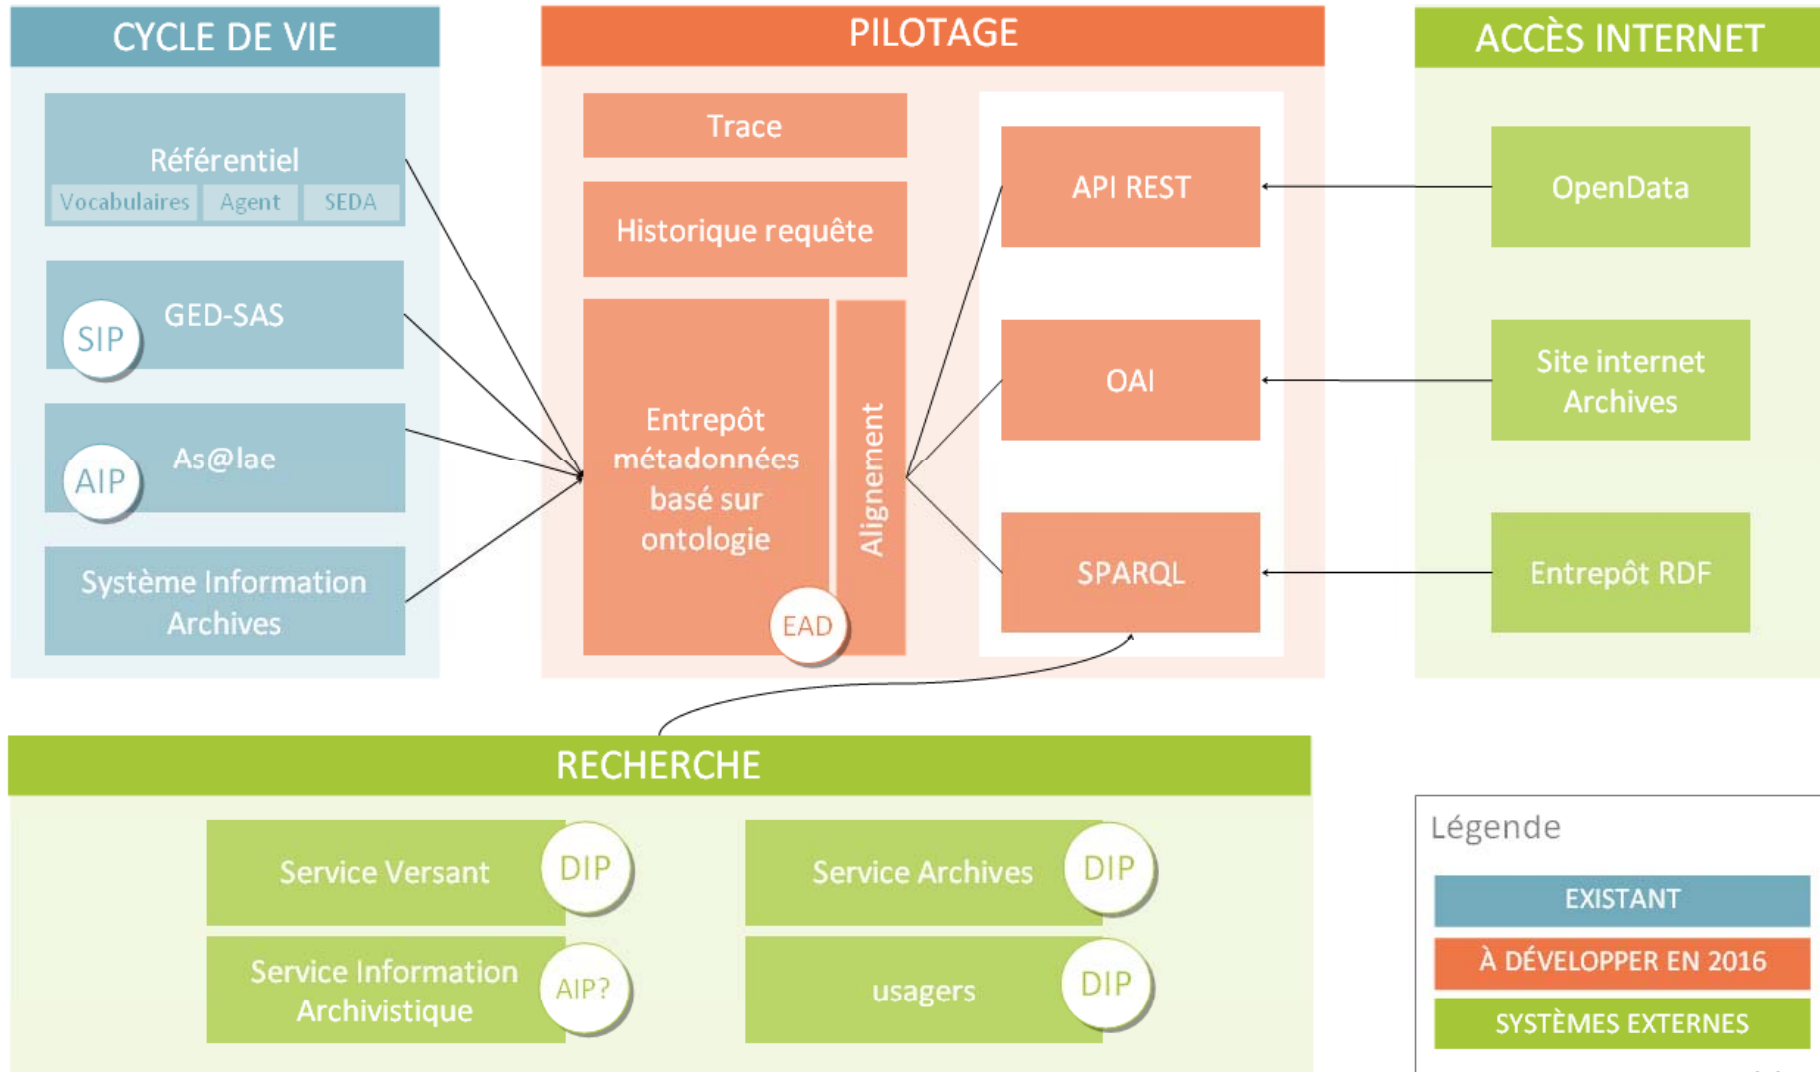 CYCLE DE VIE
Référentiel
Vocabulaires
Agent
SEDA
GED-SAS
SIP
As@lae
AIP
Système Information
Archives
PILOTAGE
Trace
Historique requête
Entrepôt
métadonnées
basé sur
ontologie
Alignement
EAD
API REST
OAI
SPARQL
ACCÈS INTERNET
OpenData
Site internet
Archives
Entrepôt RDF
RECHERCHE
Service Versant
DIP
Service Archives
DIP
Service Information
Archivistique
AIP?
usagers
DIP
Légende
EXISTANT
À DÉVELOPPER EN 2016
SYSTÈMES EXTERNES